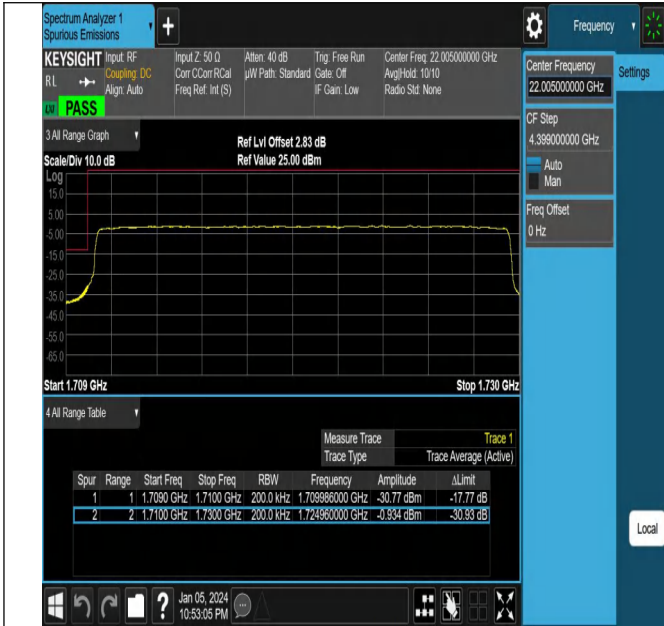 Spectrum Analyzer 1
Spurious Emissions
Frequency
KEYSIGHT
RL
Input: RF
Coupling: DC
Align: Auto
Input Z: 50 Ω
Corr CCorr RCal
Freq Ref: Int (S)
Atten: 40 dB
µW Path: Standard
Trig: Free Run
Gate: Off
IF Gain: Low
Center Freq: 22.005000000 GHz
Avg|Hold: 10/10
Radio Std: None
PASS
Center Frequency
22.005000000 GHz
Settings
CF Step
4.399000000 GHz
Auto
Man
Freq Offset
0 Hz
3 All Range Graph
Scale/Div 10.0 dB
Ref Lvl Offset 2.83 dB
Ref Value 25.00 dBm
Log
15.0
5.00
-5.00
-15.0
-25.0
-35.0
-45.0
-55.0
-65.0
Start 1.709 GHz
Stop 1.730 GHz
4 All Range Table
Measure Trace Trace 1
Trace Type Trace Average (Active)
Spur Range Start Freq Stop Freq RBW Frequency Amplitude ΔLimit
1 1 1.7090 GHz 1.7100 GHz 200.0 kHz 1.709986000 GHz -30.77 dBm -17.77 dB
2 2 1.7100 GHz 1.7300 GHz 200.0 kHz 1.724960000 GHz -0.934 dBm -30.93 dB
Local
Jan 05, 2024
10:53:05 PM